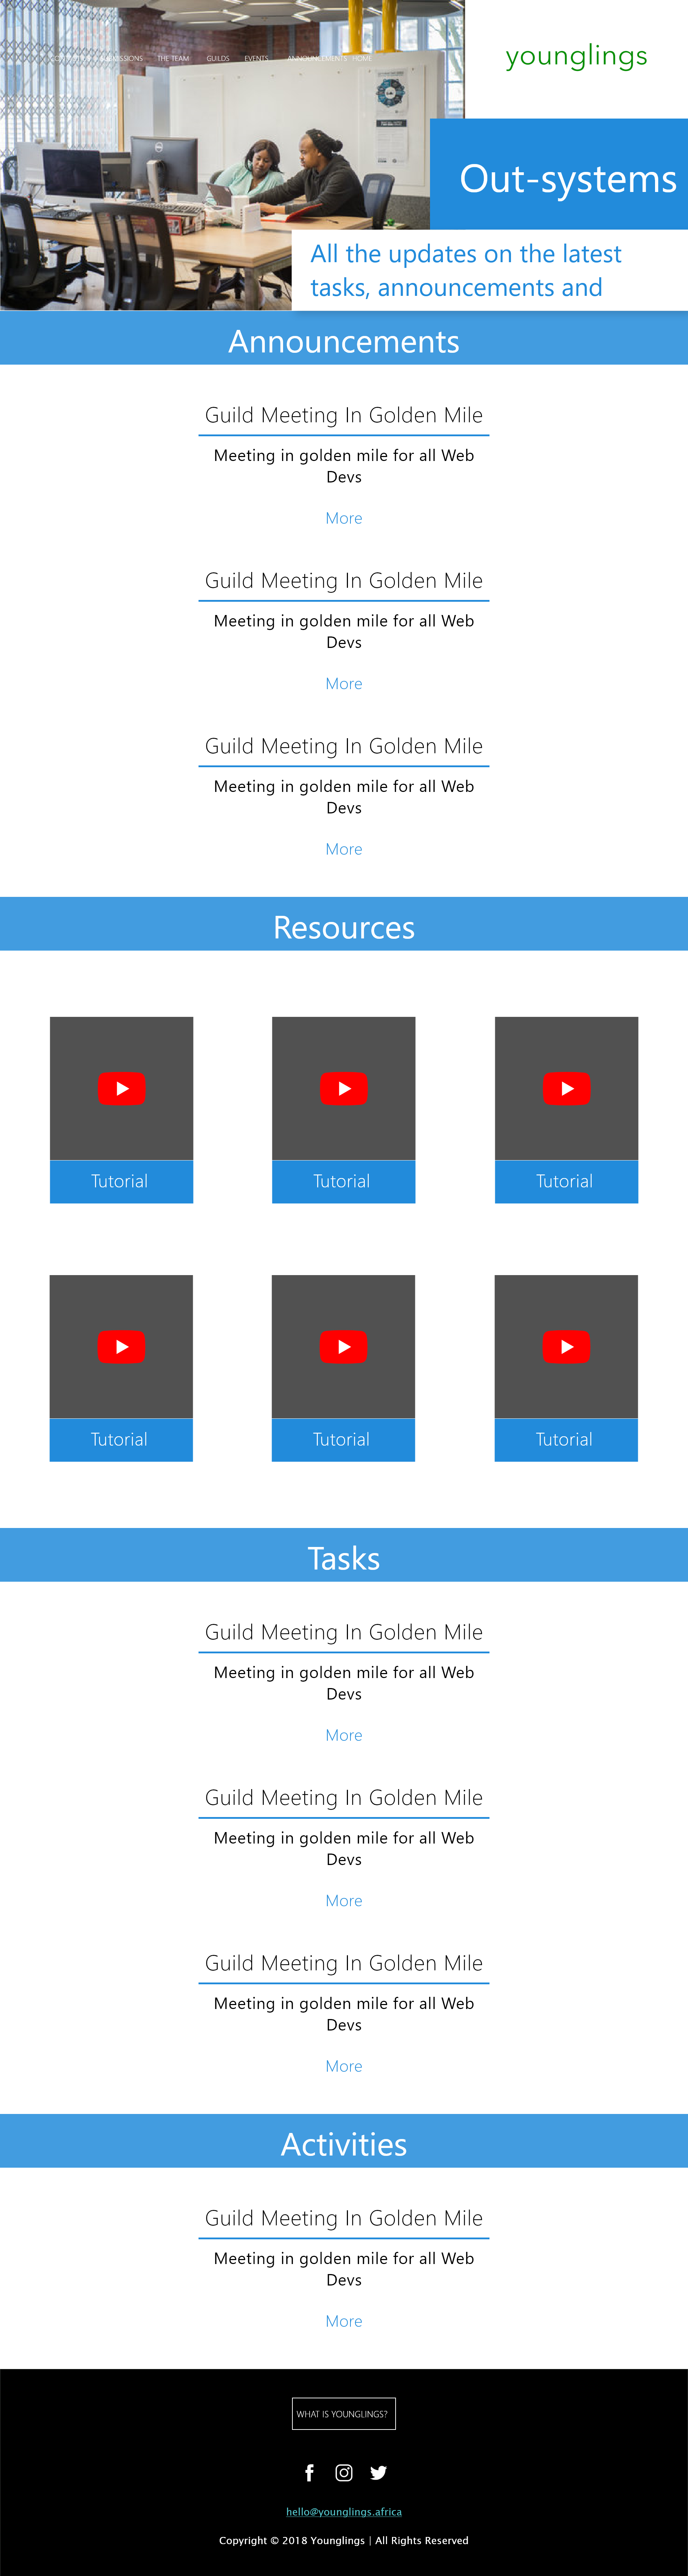 THE TEAM GUILDS EVENTS ANNOUNCEMENTS HOME
younglings
Out-systems
All the updates on the latest
tasks, announcements and
Announcements
Guild Meeting In Golden Mile
Meeting in golden mile for all Web
Devs
More
Guild Meeting In Golden Mile
Meeting in golden mile for all Web
Devs
More
Guild Meeting In Golden Mile
Meeting in golden mile for all Web
Devs
More
Resources
Tutorial Tutorial Tutorial
Tutorial Tutorial Tutorial
Tasks
Guild Meeting In Golden Mile
Meeting in golden mile for all Web
Devs
More
Guild Meeting In Golden Mile
Meeting in golden mile for all Web
Devs
More
Guild Meeting In Golden Mile
Meeting in golden mile for all Web
Devs
More
Activities
Guild Meeting In Golden Mile
Meeting in golden mile for all Web
Devs
More
WHAT IS YOUNGLINGS?
hello@younglings.africa
Copyright © 2018 Younglings | All Rights Reserved